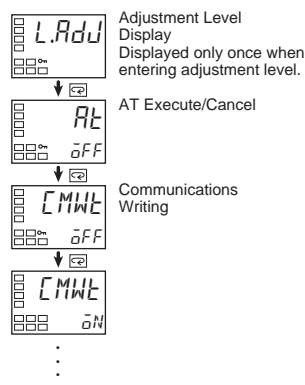 L.AdJ
Adjustment Level
Display
Displayed only once when
entering adjustment level.
At
oFF
AT Execute/Cancel
CMWt
oFF
Communications
Writing
CMWt
oN